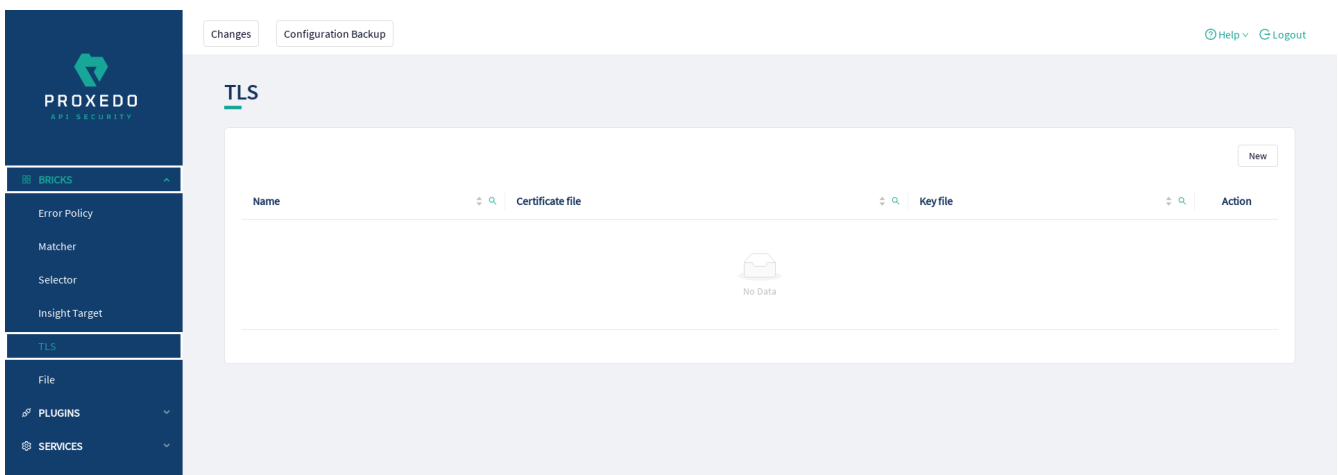 Changes
Configuration Backup
Help
Logout
PROXEDO
API SECURITY
BRICKS
Error Policy
Matcher
Selector
Insight Target
TLS
File
PLUGINS
SERVICES
TLS
New
Name
Certificate file
Key file
Action
No Data